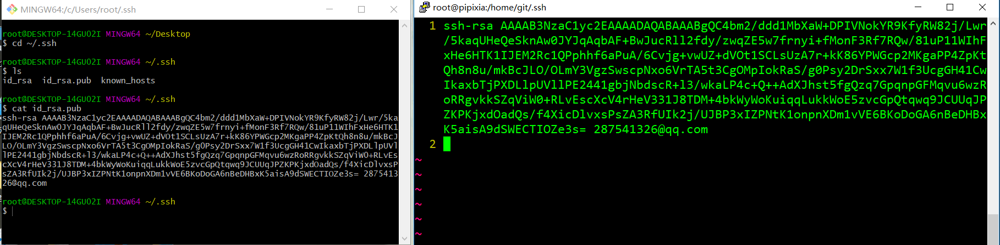 MINGW64:/c/Users/root/.ssh
root@DESKTOP-14GU02I MINGW64 ~/Desktop
$ cd ~/.ssh
root@DESKTOP-14GU02I MINGW64 ~/.ssh
$ ls
id_rsa  id_rsa.pub  known_hosts
root@DESKTOP-14GU02I MINGW64 ~/.ssh
$ cat id_rsa.pub
ssh-rsa AAAAB3NzaC1yc2EAAAADAQABAAABgQC4bm2/ddd1MbXaW+DPIVNokYR9KfyRW82j/Lwr/5ka
qUHeQeSknAw0JYJqAqbAF+BwJucRll2fdy/zwqZE5w7frnyi+fMonF3Rf7RQw/81uP11WIhFxHe6HTK1
IJEM2Rc1QPphhf6aPuA/6Cvjg+vwUZ+dVOt1SCLsUzA7r+kK86YPWGcp2MKgaPP4ZpKtQh8n8u/mkBcJ
LO/OLmY3VgzSwscpNxo6VrTA5t3CgOMpIokRaS/g0Psy2DrSxx7W1f3UcgGH41CwIkaxbTjPXDLlpUVl
lPE2441gbjNbdscR+l3/wkaLP4c+Q++AdXJhst5fgQzq7GpqnpGFMqvu6wzRoRRgvkkSZqViW0+RLvEs
cXcV4rHeV331J8TDM+4bkWyWoKuiqqLukkWoE5zvcGpQtqwq9JCUUqJPZKPKjxdOadQs/f4XicDlvxsP
sZA3RfUIk2j/UJBP3xIZPNtK1onpnXDm1vVE6BKoDoGA6nBeDHBxK5aisA9dSWECTIOZe3s= 2875413
26@qq.com
root@DESKTOP-14GU02I MINGW64 ~/.ssh
$
root@pipixia:/home/git/.ssh
1 ssh-rsa AAAAB3NzaC1yc2EAAAADAQABAAABgQC4bm2/ddd1MbXaW+DPIVNokYR9KfyRW82j/Lwr
/5kaqUHeQeSknAw0JYJqAqbAF+BwJucRll2fdy/zwqZE5w7frnyi+fMonF3Rf7RQw/81uP11WIhF
xHe6HTK1IJEM2Rc1QPphhf6aPuA/6Cvjg+vwUZ+dVOt1SCLsUzA7r+kK86YPWGcp2MKgaPP4ZpKt
Qh8n8u/mkBcJLO/OLmY3VgzSwscpNxo6VrTA5t3CgOMpIokRaS/g0Psy2DrSxx7W1f3UcgGH41Cw
IkaxbTjPXDLlpUVllPE2441gbjNbdscR+l3/wkaLP4c+Q++AdXJhst5fgQzq7GpqnpGFMqvu6wzR
oRRgvkkSZqViW0+RLvEscXcV4rHeV331J8TDM+4bkWyWoKuiqqLukkWoE5zvcGpQtqwq9JCUUqJP
ZKPKjxdOadQs/f4XicDlvxsPsZA3RfUIk2j/UJBP3xIZPNtK1onpnXDm1vVE6BKoDoGA6nBeDHBx
K5aisA9dSWECTIOZe3s= 287541326@qq.com
2
~
~
~
~
~
~